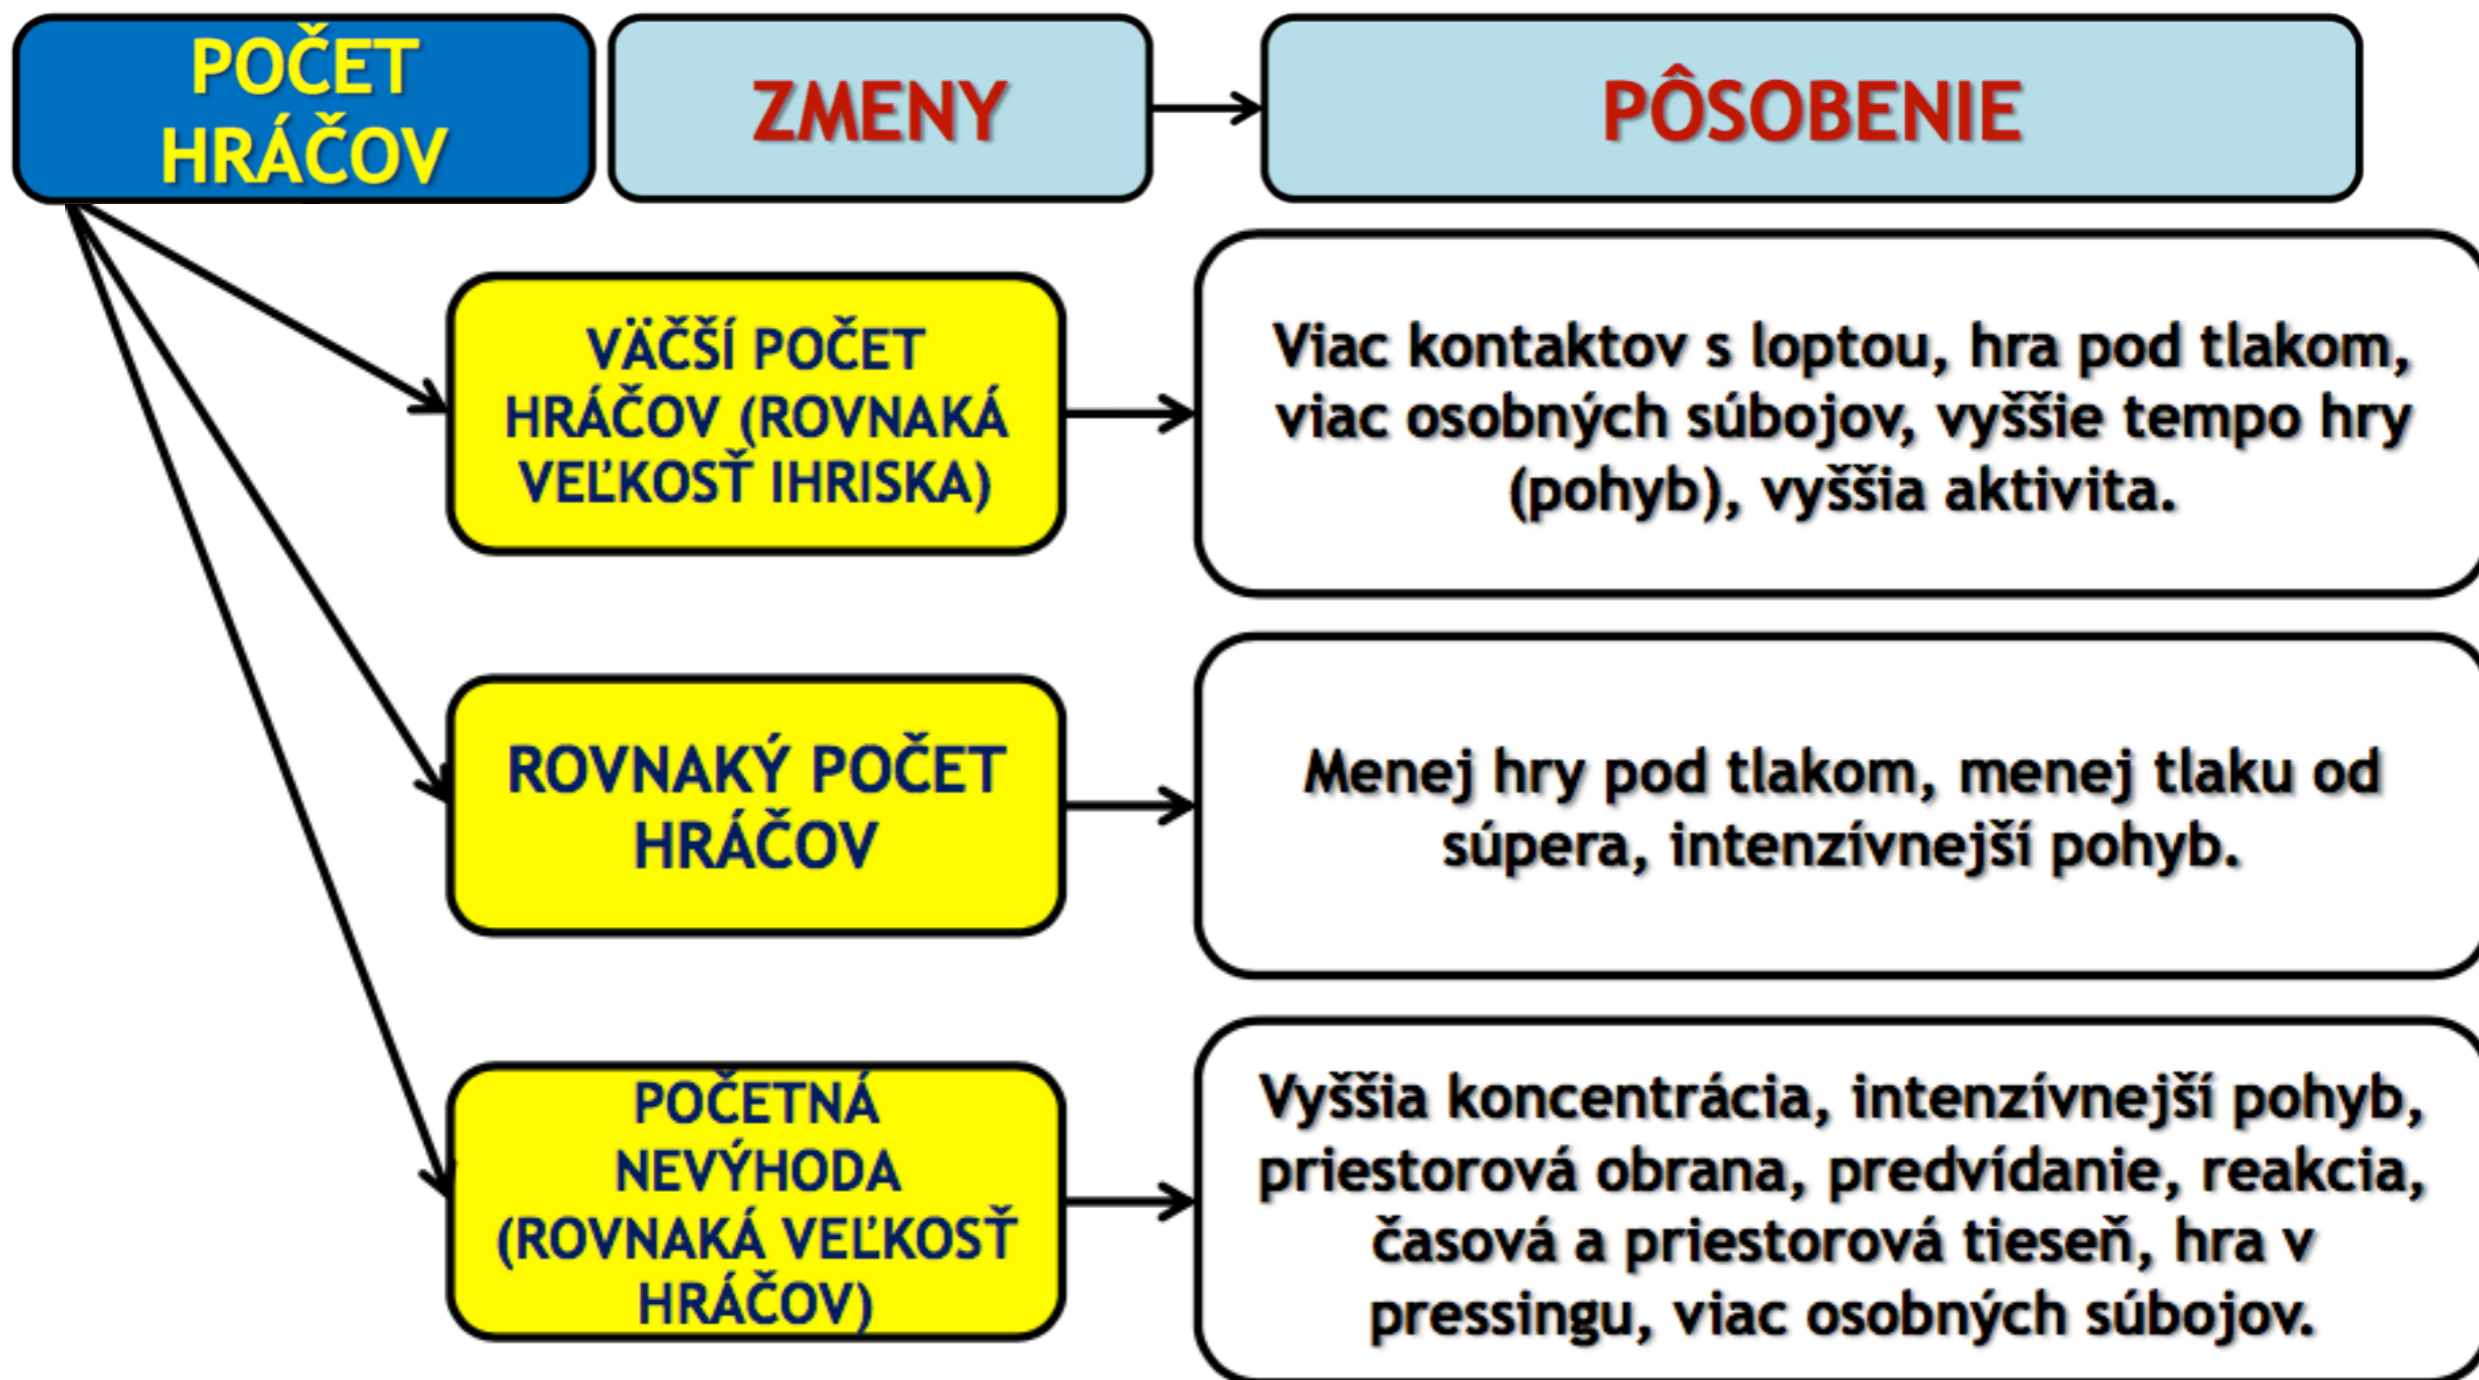 POČET
HRÁČOV
ZMENY
PÔSOBENIE
VÄČŠÍ POČET
HRÁČOV (ROVNAKÁ
VEĽKOSŤ IHRISKA)
Viac kontaktov s loptou, hra pod tlakom,
viac osobných súbojov, vyššie tempo hry
(pohyb), vyššia aktivita.
ROVNAKÝ POČET
HRÁČOV
Menej hry pod tlakom, menej tlaku od
súpera, intenzívnejší pohyb.
POČETNÁ
NEVÝHODA
(ROVNAKÁ VEĽKOSŤ
HRÁČOV)
Vyššia koncentrácia, intenzívnejší pohyb,
priestorová obrana, predvídanie, reakcia,
časová a priestorová tieseň, hra v
pressingu, viac osobných súbojov.